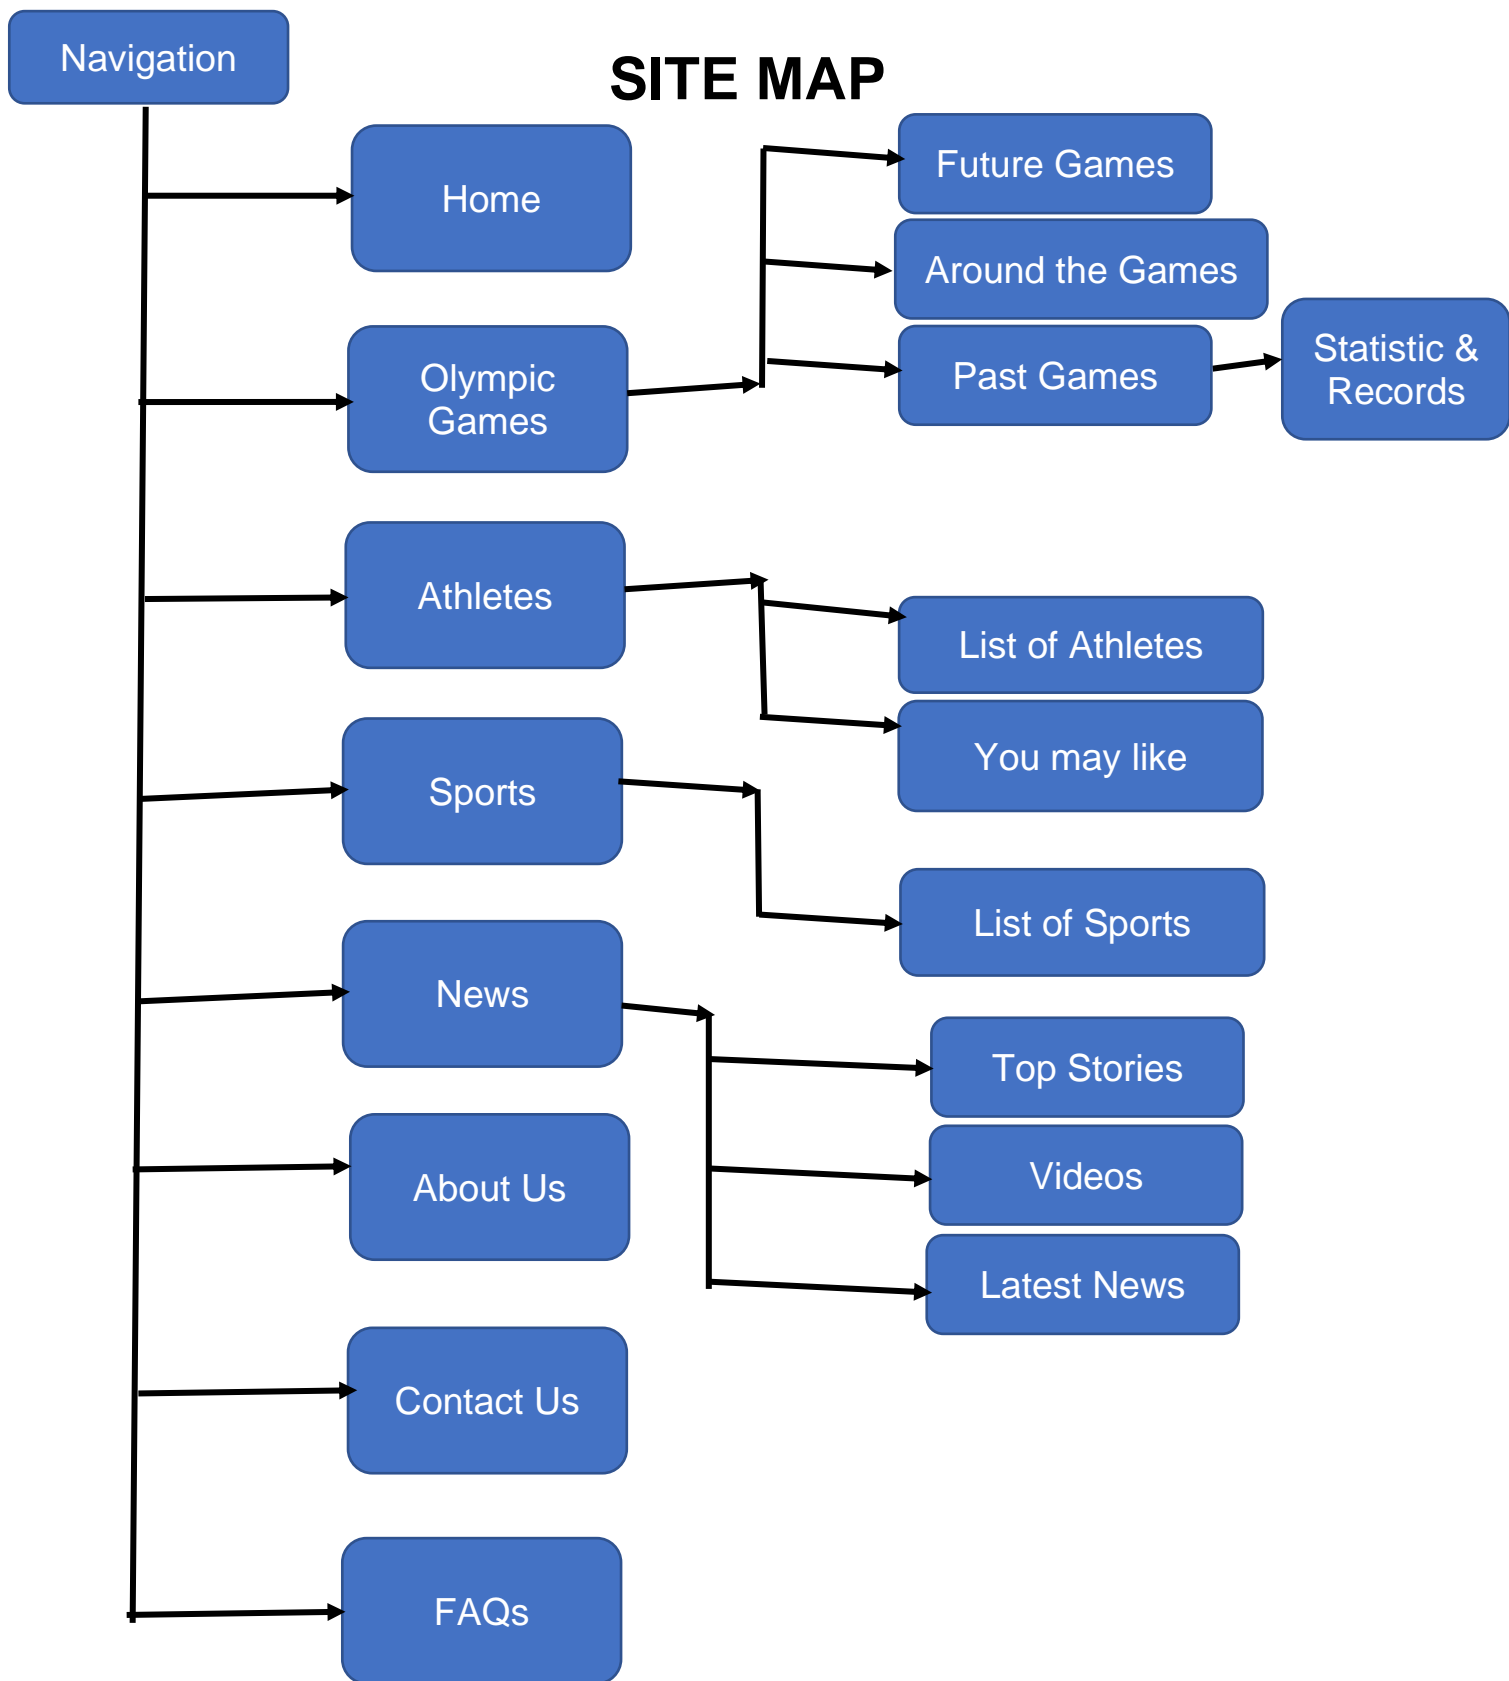 Navigation
SITE MAP
Home
Future Games
Around the Games
Olympic
Games
Past Games
Statistic &
Records
Athletes
List of Athletes
You may like
Sports
List of Sports
News
Top Stories
Videos
Latest News
About Us
Contact Us
FAQs